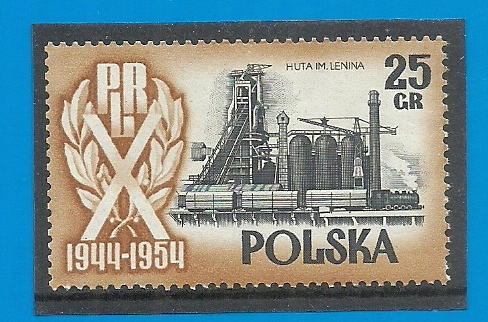 PRL
X
1944-1954
HUTA IM. LENINA
25
GR
POLSKA